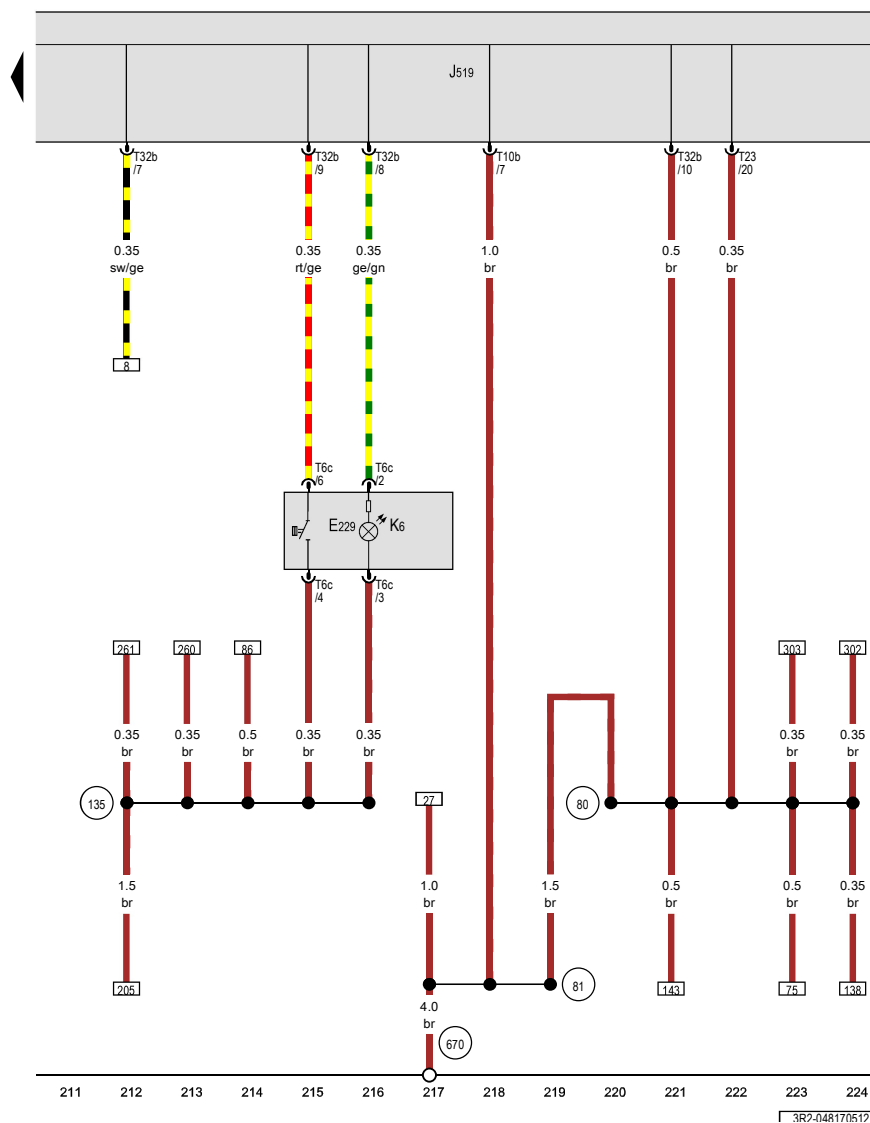 J519
T32b T32b T32b T10b T32b T23
/7 /9 /8 /7 /10 /20
0.35 0.35 0.35 1.0 0.5 0.35
sw/ge rt/ge ge/gn br br br
8
T6c T6c
/6 /2
E229 K6
T6c T6c
/4 /3
261 260 86 303 302
0.35 0.35 0.5 0.35 0.35 0.35 0.35
br br br br br br br
135 27 80
1.5 1.0 1.5 0.5 0.5 0.35
br br br br br br
205 81 143 75 138
4.0
br
670
211 212 213 214 215 216 217 218 219 220 221 222 223 224
3R2-048170512